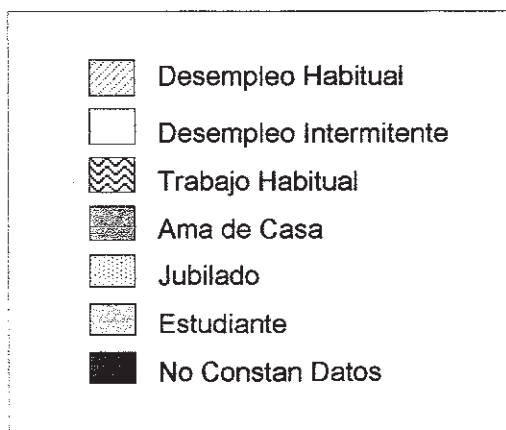 Desempleo Habitual
Desempleo Intermitente
Trabajo Habitual
Ama de Casa
Jubilado
Estudiante
No Constan Datos